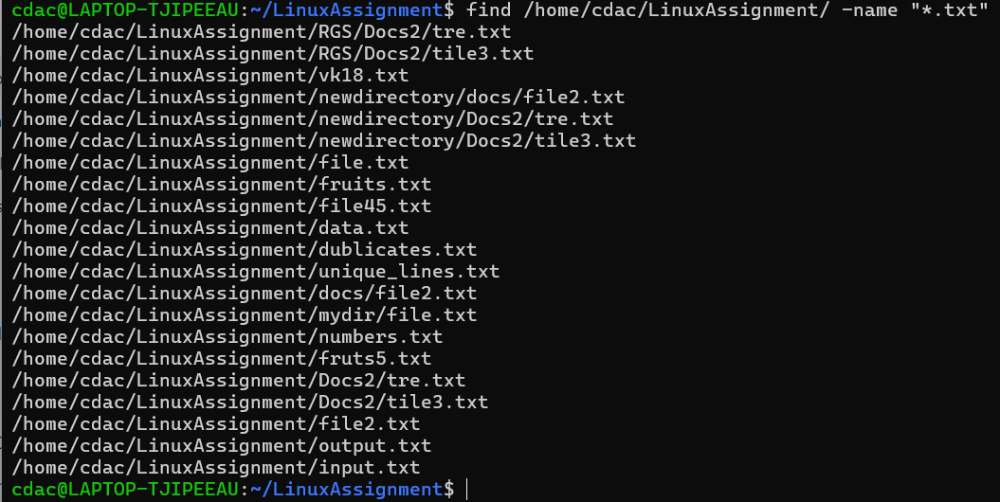 cdac@LAPTOP-TJIPEEAU:~/LinuxAssignment$ find /home/cdac/LinuxAssignment/ -name "*.txt"
/home/cdac/LinuxAssignment/RGS/Docs2/tre.txt
/home/cdac/LinuxAssignment/RGS/Docs2/tile3.txt
/home/cdac/LinuxAssignment/vk18.txt
/home/cdac/LinuxAssignment/newdirectory/docs/file2.txt
/home/cdac/LinuxAssignment/newdirectory/Docs2/tre.txt
/home/cdac/LinuxAssignment/newdirectory/Docs2/tile3.txt
/home/cdac/LinuxAssignment/file.txt
/home/cdac/LinuxAssignment/fruits.txt
/home/cdac/LinuxAssignment/file45.txt
/home/cdac/LinuxAssignment/data.txt
/home/cdac/LinuxAssignment/dublicates.txt
/home/cdac/LinuxAssignment/unique_lines.txt
/home/cdac/LinuxAssignment/docs/file2.txt
/home/cdac/LinuxAssignment/mydir/file.txt
/home/cdac/LinuxAssignment/numbers.txt
/home/cdac/LinuxAssignment/fruts5.txt
/home/cdac/LinuxAssignment/Docs2/tre.txt
/home/cdac/LinuxAssignment/Docs2/tile3.txt
/home/cdac/LinuxAssignment/file2.txt
/home/cdac/LinuxAssignment/output.txt
/home/cdac/LinuxAssignment/input.txt
cdac@LAPTOP-TJIPEEAU:~/LinuxAssignment$